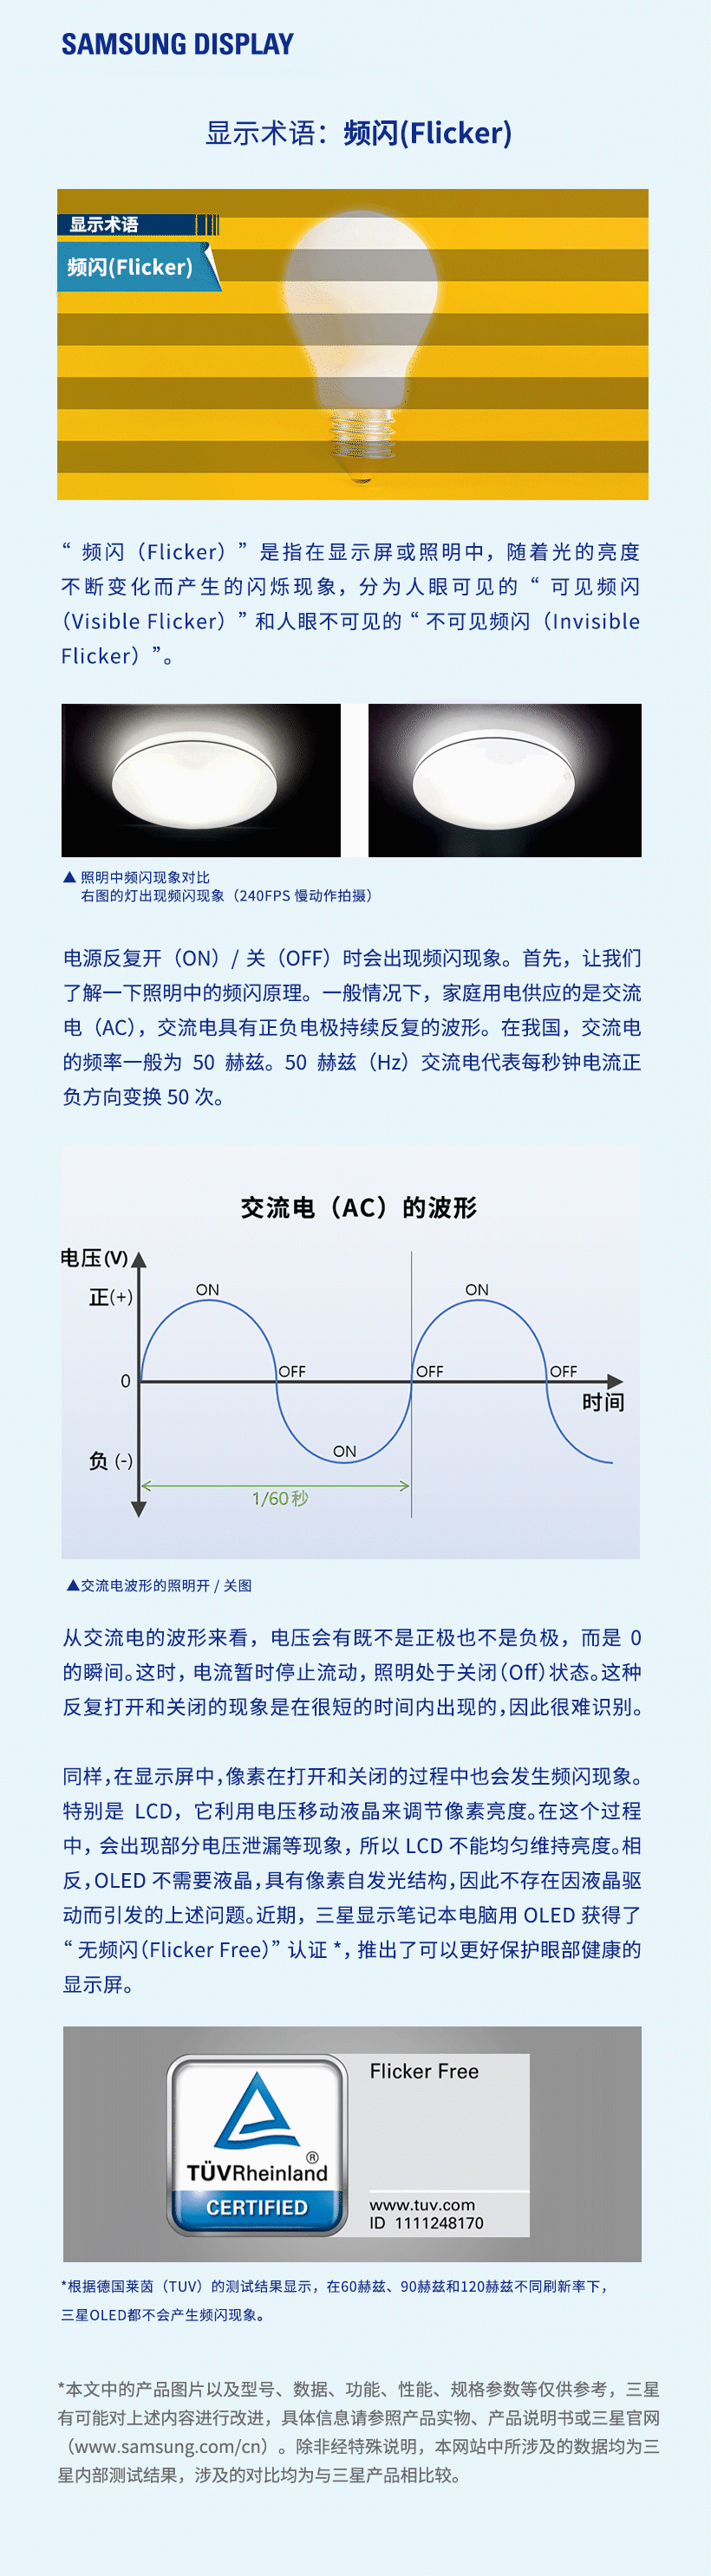 SAMSUNG DISPLAY
显示术语：频闪(Flicker)
显示术语
频闪(Flicker)
“ 频闪（Flicker）” 是指在显示屏或照明中，随着光的亮度
不断变化而产生的闪烁现象，分为人眼可见的 “ 可见频闪
（Visible Flicker）” 和人眼不可见的 “ 不可见频闪（Invisible
Flicker）”。
▲ 照明中频闪现象对比
右图的灯出现频闪现象（240FPS 慢动作拍摄）
电源反复开（ON）/ 关（OFF）时会出现频闪现象。首先，让我们
了解一下照明中的频闪原理。一般情况下，家庭用电供应的是交流
电（AC），交流电具有正负电极持续反复的波形。在我国，交流电
的频率一般为 50 赫兹。50 赫兹（Hz）交流电代表每秒钟电流正
负方向变换 50 次。
交流电（AC）的波形
电压(V)
正(+)
ON
ON
0
OFF
OFF
OFF
时间
负 (-)
ON
1/60 秒
▲交流电波形的照明开 / 关图
从交流电的波形来看，电压会有既不是正极也不是负极，而是 0
的瞬间。这时，电流暂时停止流动，照明处于关闭（Off）状态。这种
反复打开和关闭的现象是在很短的时间内出现的，因此很难识别。
同样，在显示屏中，像素在打开和关闭的过程中也会发生频闪现象。
特别是 LCD，它利用电压移动液晶来调节像素亮度。在这个过程
中，会出现部分电压泄漏等现象，所以 LCD 不能均匀维持亮度。相
反，OLED 不需要液晶，具有像素自发光结构，因此不存在因液晶驱
动而引发的上述问题。近期，三星显示笔记本电脑用 OLED 获得了
“ 无频闪（Flicker Free）” 认证 *，推出了可以更好保护眼部健康的
显示屏。
Flicker Free
®
TÜVRheinland
CERTIFIED
www.tuv.com
ID 1111248170
*根据德国莱茵（TUV）的测试结果显示，在60赫兹、90赫兹和120赫兹不同刷新率下，
三星OLED都不会产生频闪现象。
*本文中的产品图片以及型号、数据、功能、性能、规格参数等仅供参考，三星
有可能对上述内容进行改进，具体信息请参照产品实物、产品说明书或三星官网
（www.samsung.com/cn）。除非经特殊说明，本网站中所涉及的数据均为三
星内部测试结果，涉及的对比均为与三星产品相比较。